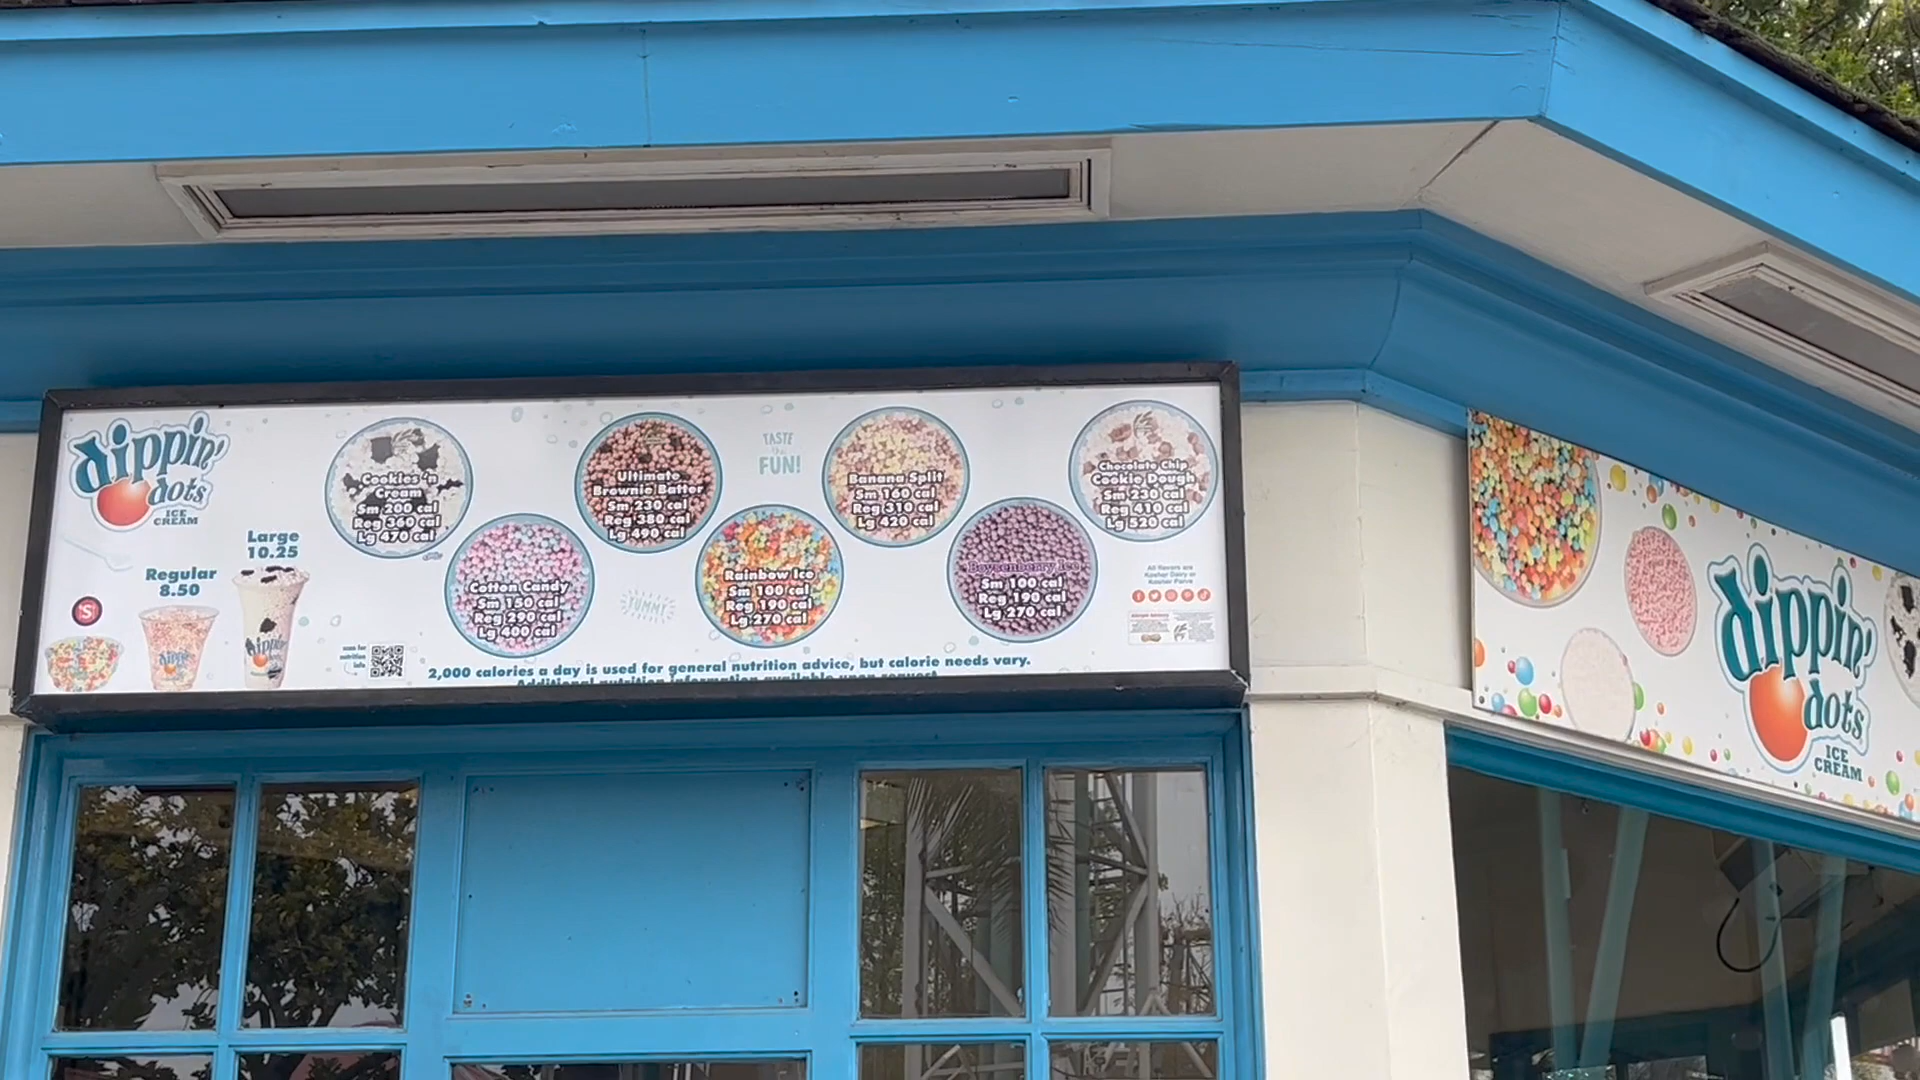 dippin'
dots
ICE
CREAM
Large
10.25
Regular
8.50
Cookies 'n
Cream
Sm 200 cal
Reg 360 cal
Lg 470 cal
Cotton Candy
Sm 150 cal
Reg 290 cal
Lg 400 cal
Ultimate
Brownie Batter
Sm 230 cal
Reg 380 cal
Lg 490 cal
TASTE
the
FUN!
YUMMY
Rainbow Ice
Sm 100 cal
Reg 190 cal
Lg 270 cal
Banana Split
Sm 160 cal
Reg 310 cal
Lg 420 cal
Boysenberry Ice
Sm 100 cal
Reg 190 cal
Lg 270 cal
Chocolate Chip
Cookie Dough
Sm 230 cal
Reg 410 cal
Lg 520 cal
All flavors are
Kosher Dairy or
Kosher Parve
scan for
nutrition
info
2,000 calories a day is used for general nutrition advice, but calorie needs vary.
Additional nutrition information available upon request
dippin'
dots
ICE
CREAM